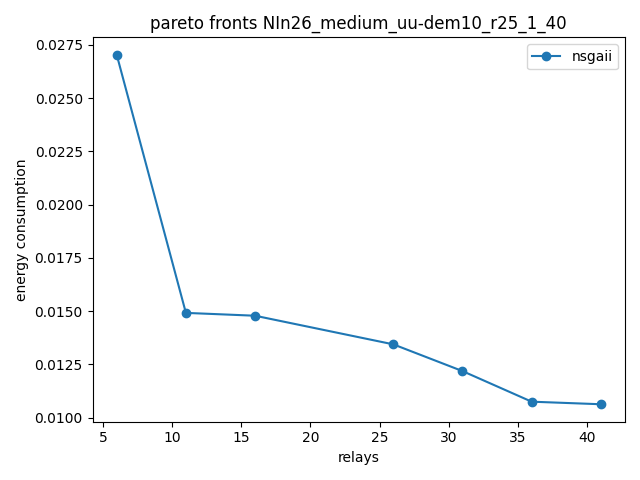 pareto fronts NIn26_medium_uu-dem10_r25_1_40
nsgaii
energy consumption
0.0275
0.0250
0.0225
0.0200
0.0175
0.0150
0.0125
0.0100
5 10 15 20 25 30 35 40
relays